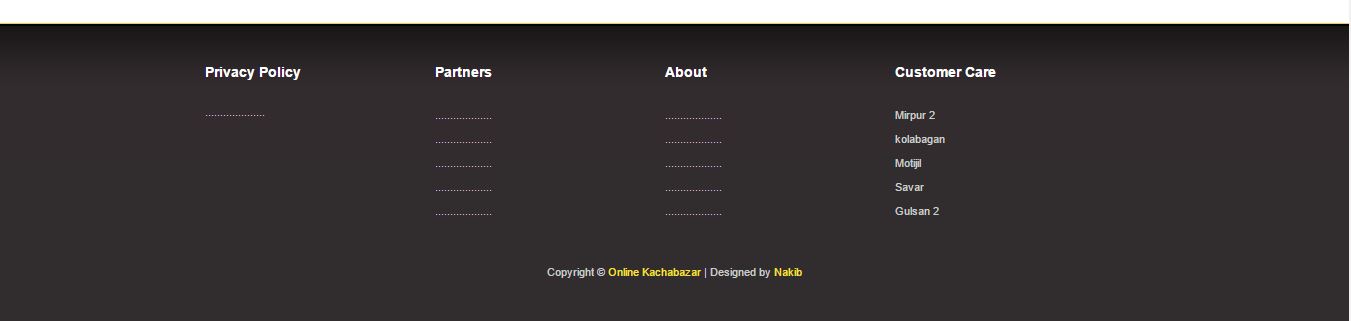 Privacy Policy
...................
Partners
...................
...................
...................
...................
...................
About
...................
...................
...................
...................
...................
Customer Care
Mirpur 2
kolabagan
Motijil
Savar
Gulsan 2
Copyright © Online Kachabazar | Designed by Nakib